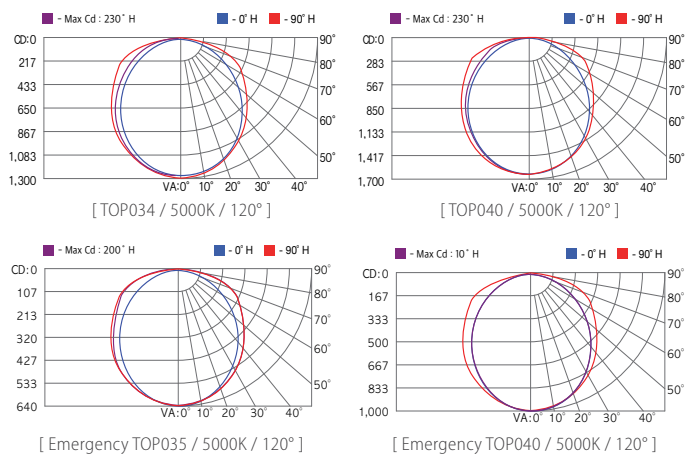 - Max Cd : 230˚ H - 0˚ H - 90˚ H
CD: 0
217
433
650
867
1,083
1,300
90˚
80˚
70˚
60˚
50˚
VA:0˚ 10˚ 20˚ 30˚ 40˚
[ TOP034 / 5000K / 120° ]
- Max Cd : 230˚ H - 0˚ H - 90˚ H
CD: 0
283
567
850
1,133
1,417
1,700
90˚
80˚
70˚
60˚
50˚
VA:0˚ 10˚ 20˚ 30˚ 40˚
[ TOP040 / 5000K / 120° ]
- Max Cd : 200˚ H - 0˚ H - 90˚ H
CD: 0
107
213
320
427
533
640
90˚
80˚
70˚
60˚
50˚
VA:0˚ 10˚ 20˚ 30˚ 40˚
[ Emergency TOP035 / 5000K / 120° ]
- Max Cd : 10˚ H - 0˚ H - 90˚ H
CD: 0
167
333
500
667
833
1,000
90˚
80˚
70˚
60˚
50˚
VA:0˚ 10˚ 20˚ 30˚ 40˚
[ Emergency TOP040 / 5000K / 120° ]